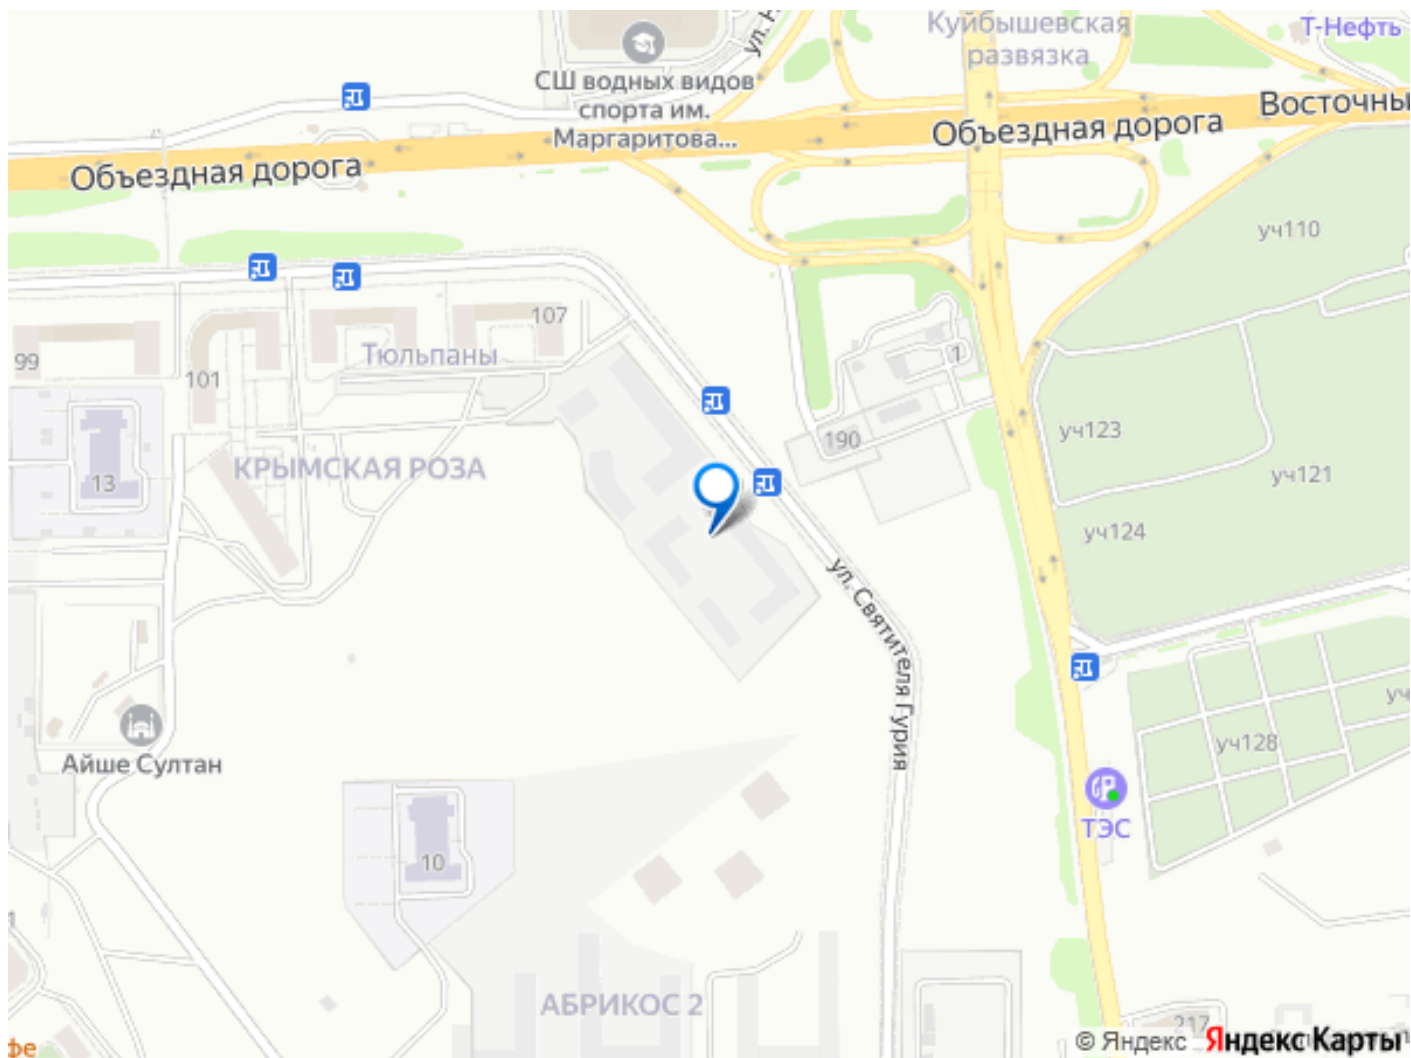 Куйбышевская
развязка
Т-Нефть
СШ водных видов
спорта им.
Маргаритова...
Объездная дорога
Восточны
Объездная дорога
уч110
107
99
Тюльпаны
101
1
190
уч123
КРЫМСКАЯ РОЗА
13
уч121
уч124
ул. Святителя Гурия
Айше Султан
уч128
ТЭС
10
АБРИКОС 2
217
фе
© Яндекс
Яндекс Карты